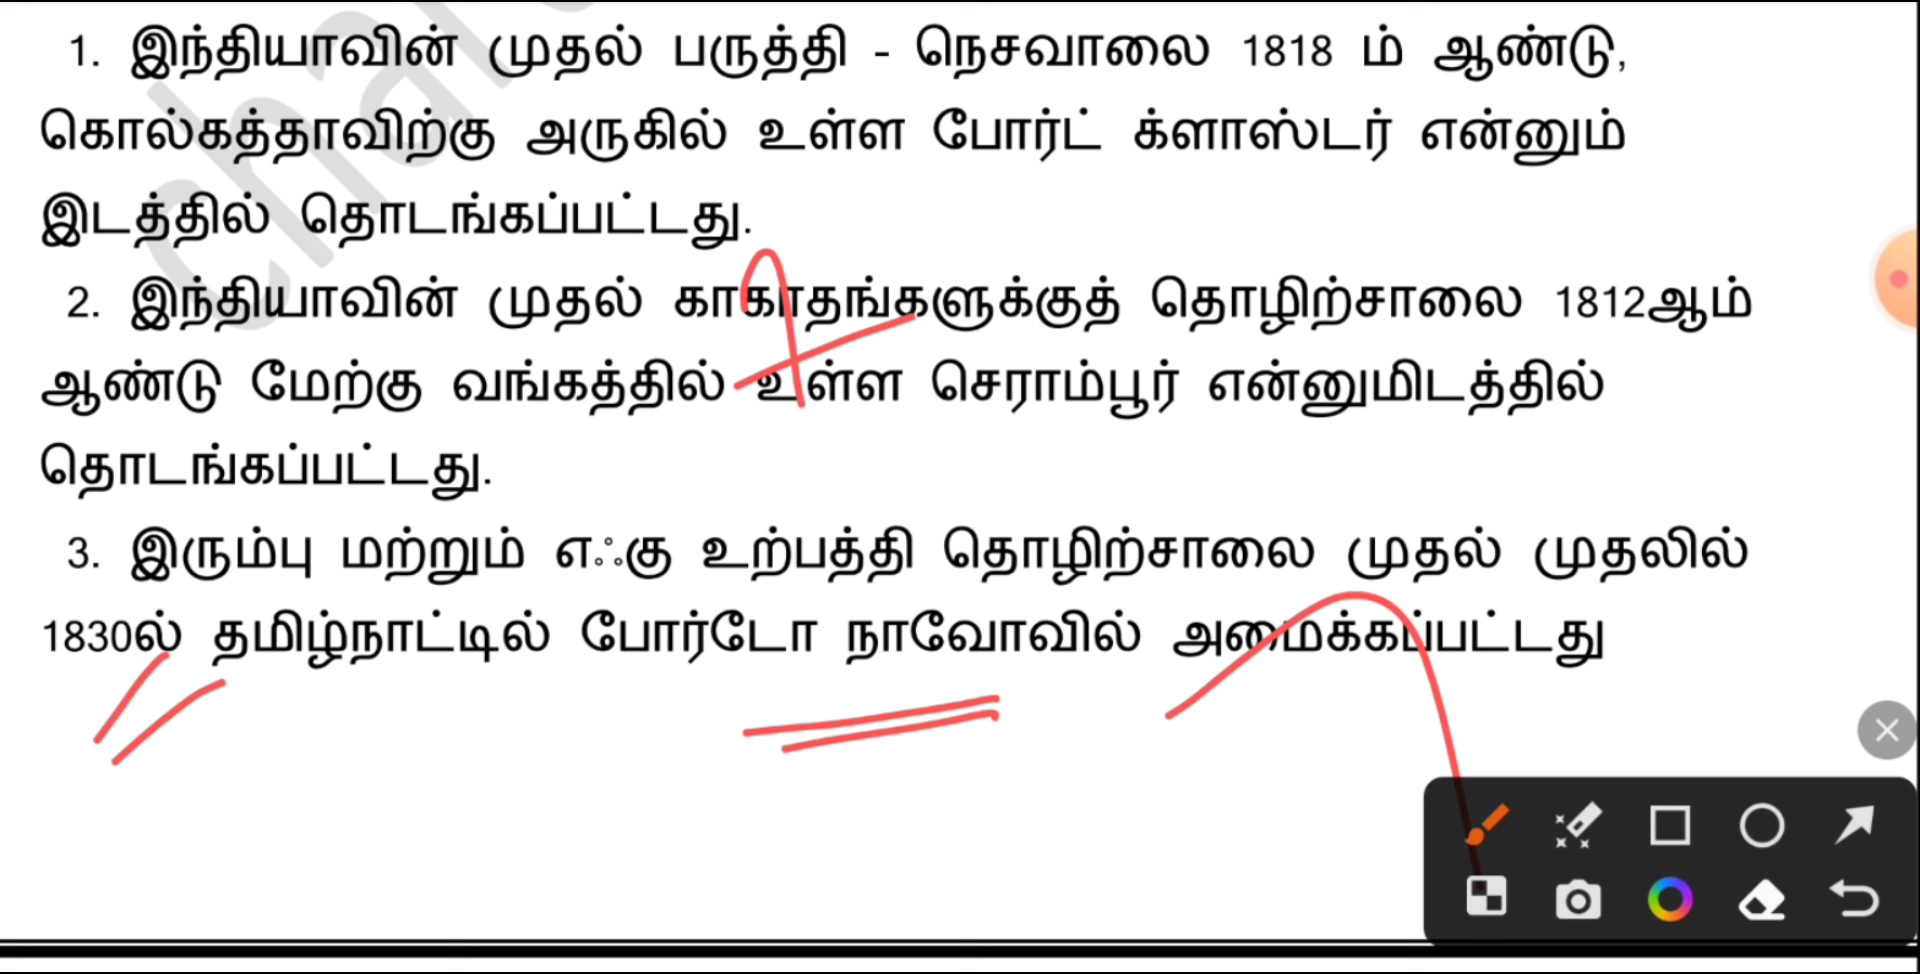 1. இந்தியாவின் முதல் பருத்தி - நெசவாலை 1818 ம் ஆண்டு,
கொல்கத்தாவிற்கு அருகில் உள்ள போர்ட் க்ளாஸ்டர் என்னும்
இடத்தில் தொடங்கப்பட்டது.
2. இந்தியாவின் முதல் காகாதங்களுக்குத் தொழிற்சாலை 1812ஆம்
ஆண்டு மேற்கு வங்கத்தில் உள்ள செராம்பூர் என்னுமிடத்தில்
தொடங்கப்பட்டது.
3. இரும்பு மற்றும் எஃகு உற்பத்தி தொழிற்சாலை முதல் முதலில்
1830ல் தமிழ்நாட்டில் போர்டோ நாவோவில் அமைக்கப்பட்டது